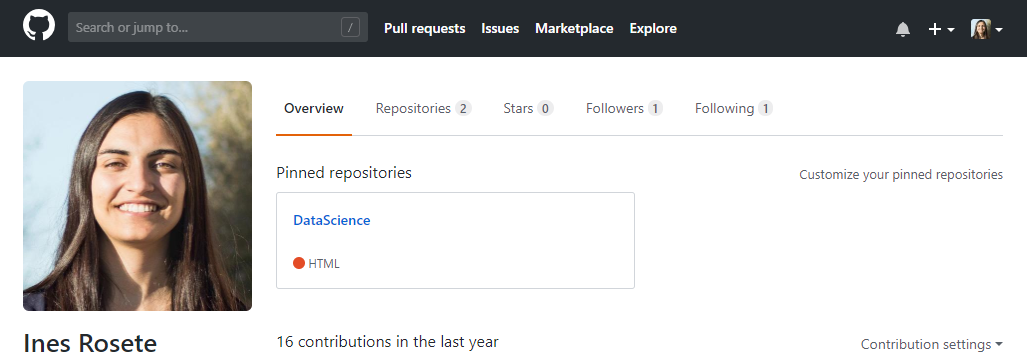 Search or jump to... / Pull requests Issues Marketplace Explore
Overview Repositories 2 Stars 0 Followers 1 Following 1
Pinned repositories Customize your pinned repositories
DataScience
HTML
Ines Rosete
16 contributions in the last year Contribution settings